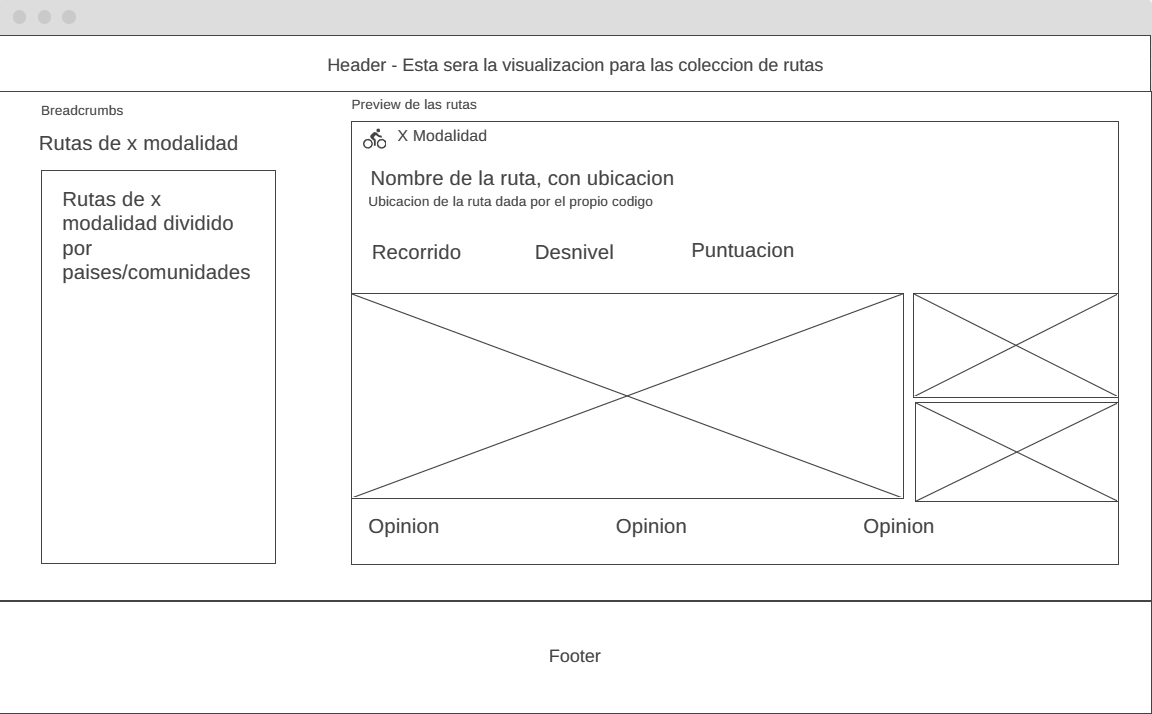 Header - Esta sera la visualizacion para las coleccion de rutas
Breadcrumbs
Rutas de x modalidad
Rutas de x
modalidad dividido
por
paises/comunidades
Preview de las rutas
X Modalidad
Nombre de la ruta, con ubicacion
Ubicacion de la ruta dada por el propio codigo
Recorrido
Desnivel
Puntuacion
Opinion
Opinion
Opinion
Footer